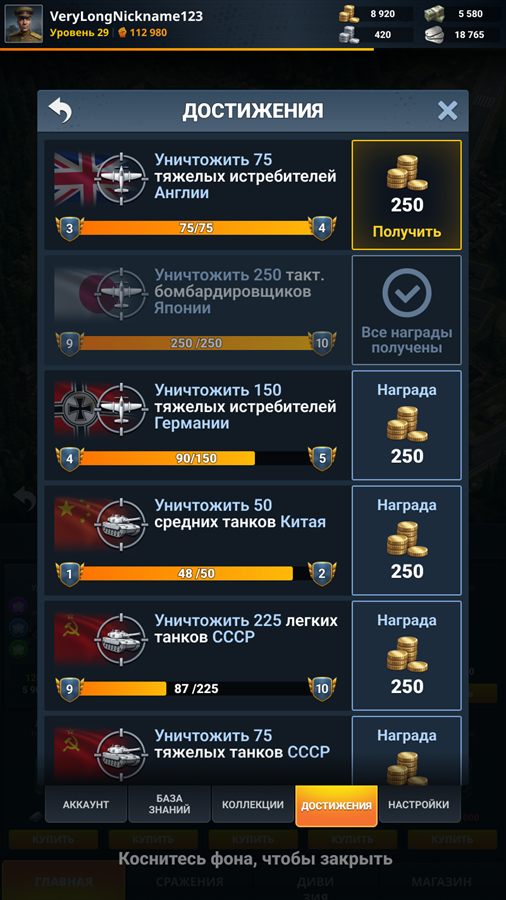 VeryLongNickname123
Уровень 29 | 112 980
8 920
5 580
420
18 765
ДОСТИЖЕНИЯ
Уничтожить 75
тяжелых истребителей
Англии
3
75/75
4
250
Получить
Уничтожить 250 такт.
бомбардировщиков
Японии
9
250 /250
10
Все награды
получены
Уничтожить 150
тяжелых истребителей
Германии
4
90/150
5
Награда
250
Уничтожить 50
средних танков Китая
1
48 /50
2
Награда
250
Уничтожить 225 легких
танков СССР
9
87 /225
10
Награда
250
Уничтожить 75
тяжелых танков СССР
Награда
АККАУНТ
БАЗА
ЗНАНИЙ
КОЛЛЕКЦИИ
ДОСТИЖЕНИЯ
НАСТРОЙКИ
КУПИТЬ
КУПИТЬ
КУПИТЬ
КУПИТЬ
КУПИТЬ
Коснитесь фона, чтобы закрыть
ГЛАВНАЯ
СРАЖЕНИЯ
ДИВИ
ЗИЯ
МАГАЗИН